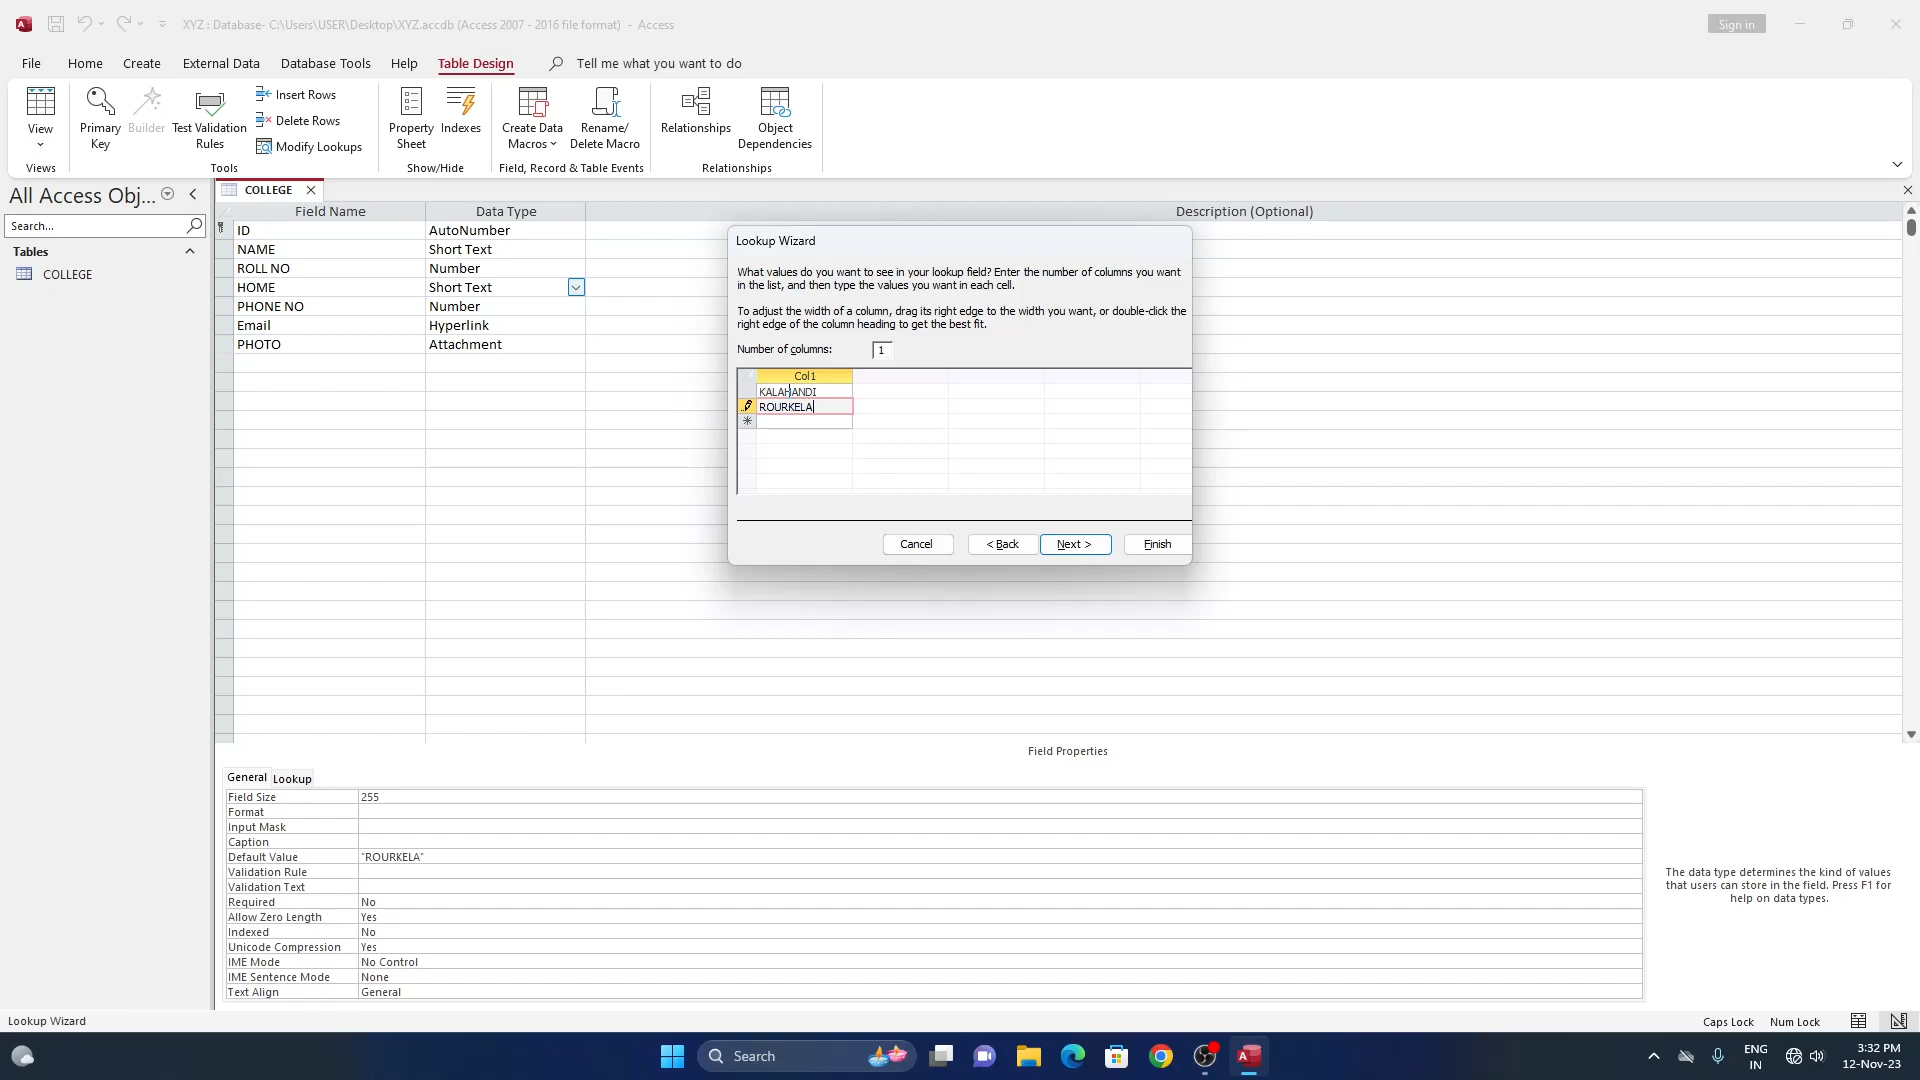 XYZ : Database- C:\Users\USER\Desktop\XYZ.accdb (Access 2007 - 2016 file format)  -  Access
Sign in
File Home Create External Data Database Tools Help Table Design Tell me what you want to do
View
Primary Key
Builder
Test Validation Rules
Insert Rows
Delete Rows
Modify Lookups
Property Sheet
Indexes
Create Data Macros
Rename/ Delete Macro
Relationships
Object Dependencies
Views Tools Show/Hide Field, Record & Table Events Relationships
All Access Obj...
Search...
Tables
COLLEGE
COLLEGE
Field Name Data Type Description (Optional)
ID AutoNumber
NAME Short Text
ROLL NO Number
HOME Short Text
PHONE NO Number
Email Hyperlink
PHOTO Attachment
Lookup Wizard
What values do you want to see in your lookup field? Enter the number of columns you want
in the list, and then type the values you want in each cell.
To adjust the width of a column, drag its right edge to the width you want, or double-click the
right edge of the column heading to get the best fit.
Number of columns: 1
Col1
KALAHANDI
ROURKELA
Cancel < Back Next > Finish
Field Properties
General Lookup
Field Size 255
Format
Input Mask
Caption
Default Value "ROURKELA"
Validation Rule
Validation Text
Required No
Allow Zero Length Yes
Indexed No
Unicode Compression Yes
IME Mode No Control
IME Sentence Mode None
Text Align General
The data type determines the kind of values
that users can store in the field. Press F1 for
help on data types.
Lookup Wizard
Caps Lock Num Lock
Search
ENG
IN
3:32 PM
12-Nov-23